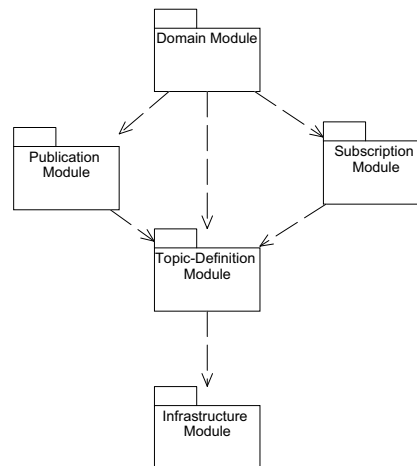 Domain Module
Publication
Module
Subscription
Module
Topic-Definition
Module
Infrastructure
Module